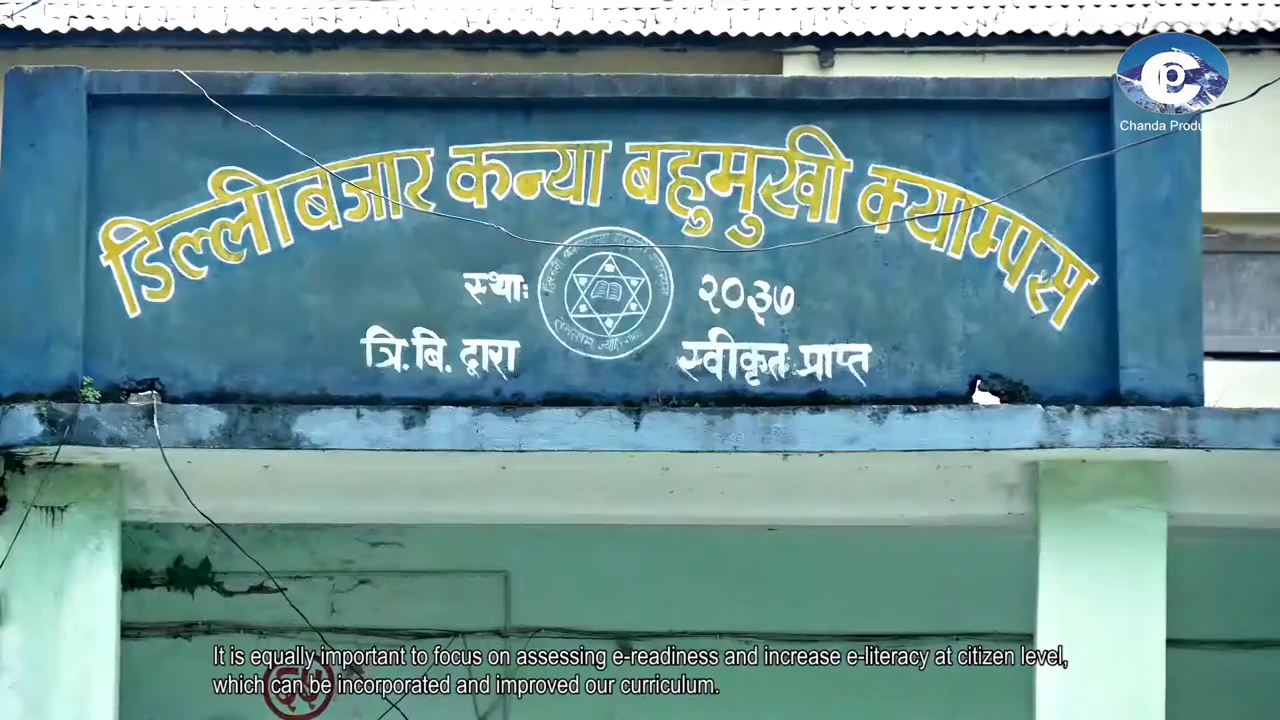 डिल्लीबजार कन्या बहुमुखी क्याम्पस
स्था: २०३७
त्रि.बि. द्वारा स्वीकृत प्राप्त
Chanda Production
It is equally important to focus on assessing e-readiness and increase e-literacy at citizen level,
which can be incorporated and improved our curriculum.